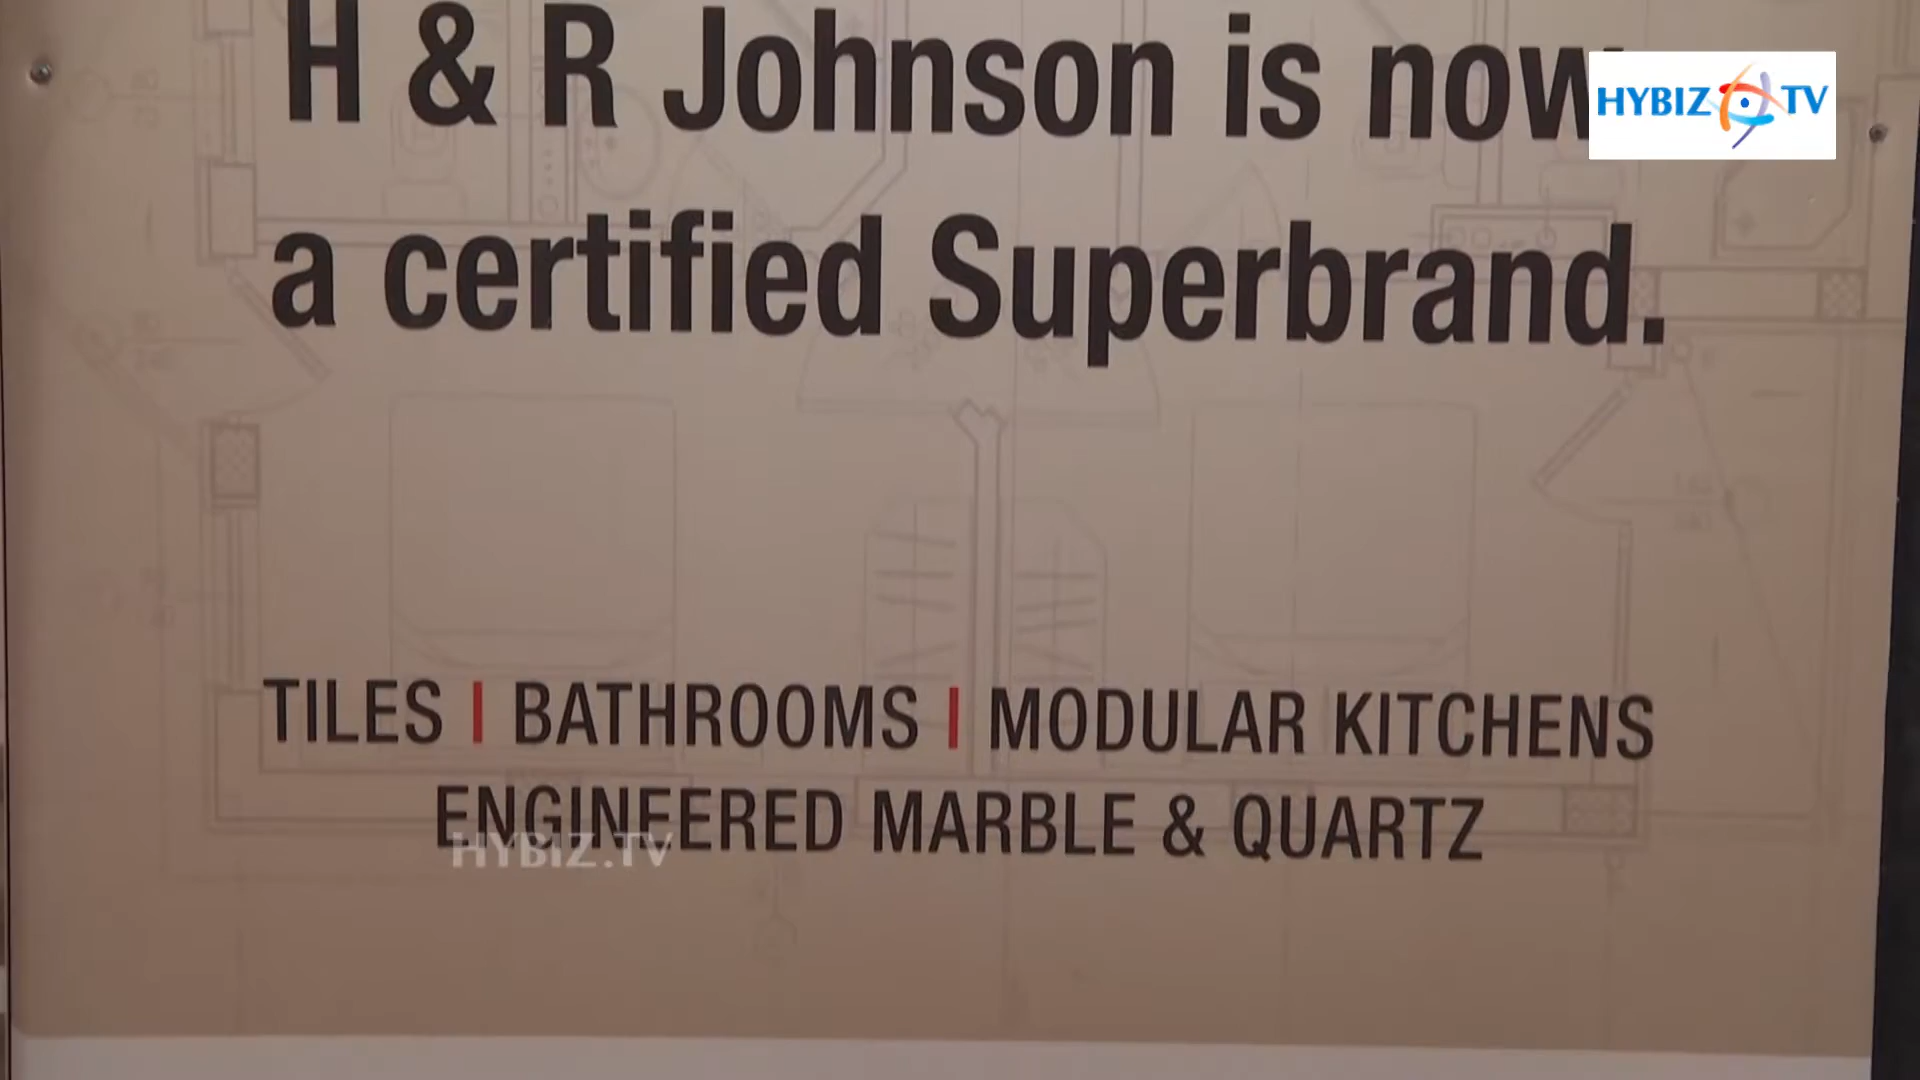 H & R Johnson is now
HYBIZ TV
a certified Superbrand.
TILES | BATHROOMS | MODULAR KITCHENS
ENGINEERED MARBLE & QUARTZ
HYBIZ.TV